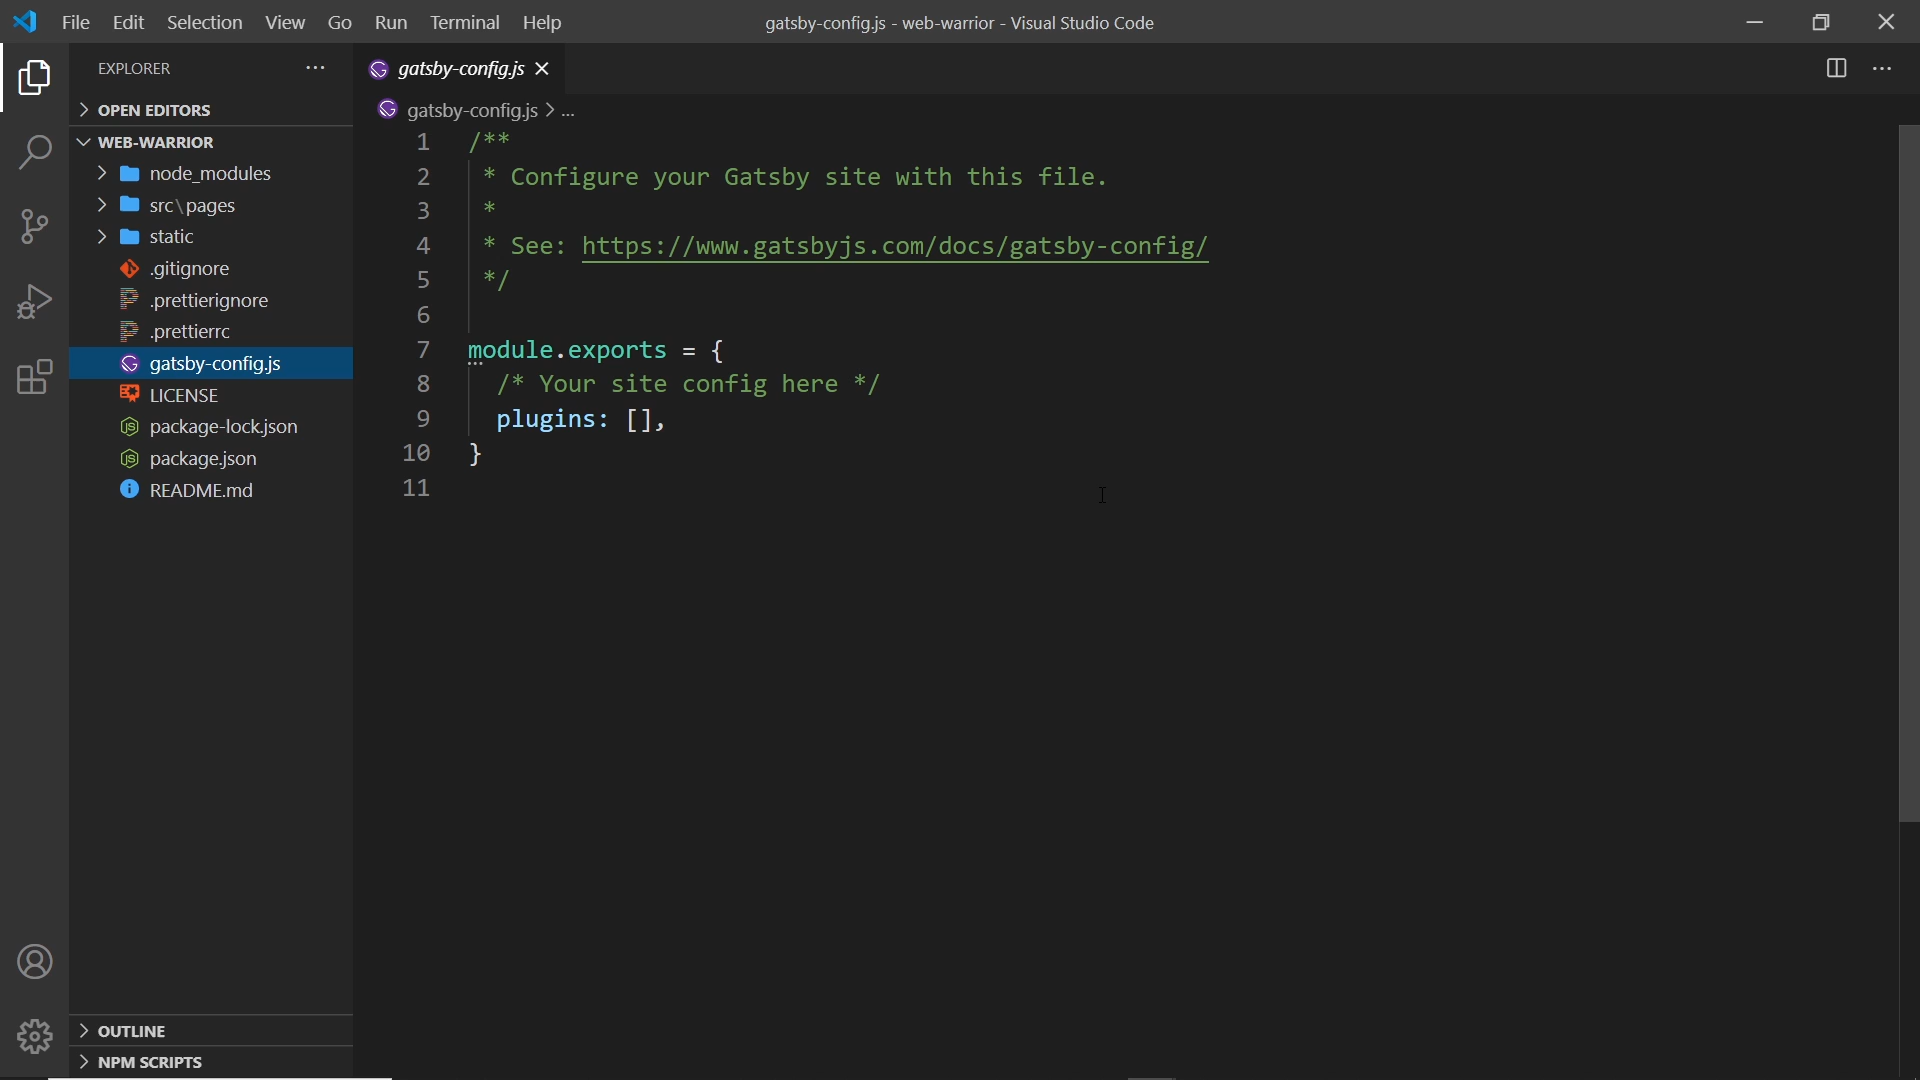 File Edit Selection View Go Run Terminal Help
gatsby-config.js - web-warrior - Visual Studio Code
EXPLORER
gatsby-config.js
OPEN EDITORS
gatsby-config.js > ...
WEB-WARRIOR
node_modules
src\pages
static
.gitignore
.prettierignore
.prettierrc
gatsby-config.js
LICENSE
package-lock.json
package.json
README.md
OUTLINE
NPM SCRIPTS
1 /**
2 * Configure your Gatsby site with this file.
3 *
4 * See: https://www.gatsbyjs.com/docs/gatsby-config/
5 */
6
7 module.exports = {
8 /* Your site config here */
9 plugins: [],
10 }
11